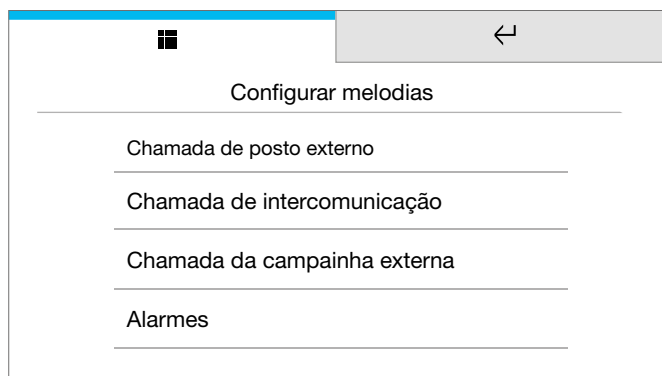 Configurar melodias
Chamada de posto externo
Chamada de intercomunicação
Chamada da campainha externa
Alarmes